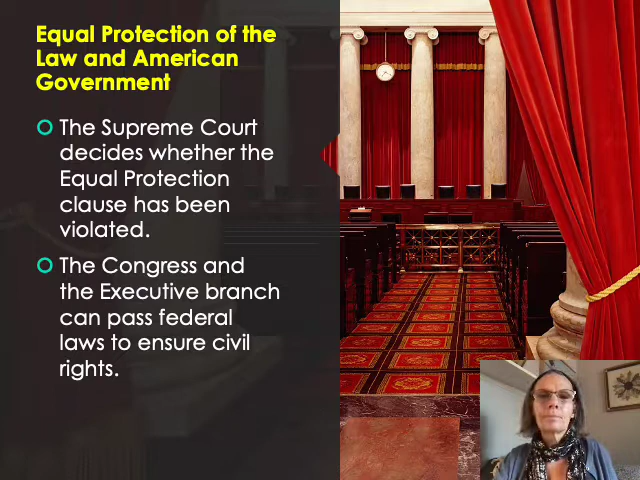 Equal Protection of the
Law and American
Government
The Supreme Court
decides whether the
Equal Protection
clause has been
violated.
The Congress and
the Executive branch
can pass federal
laws to ensure civil
rights.